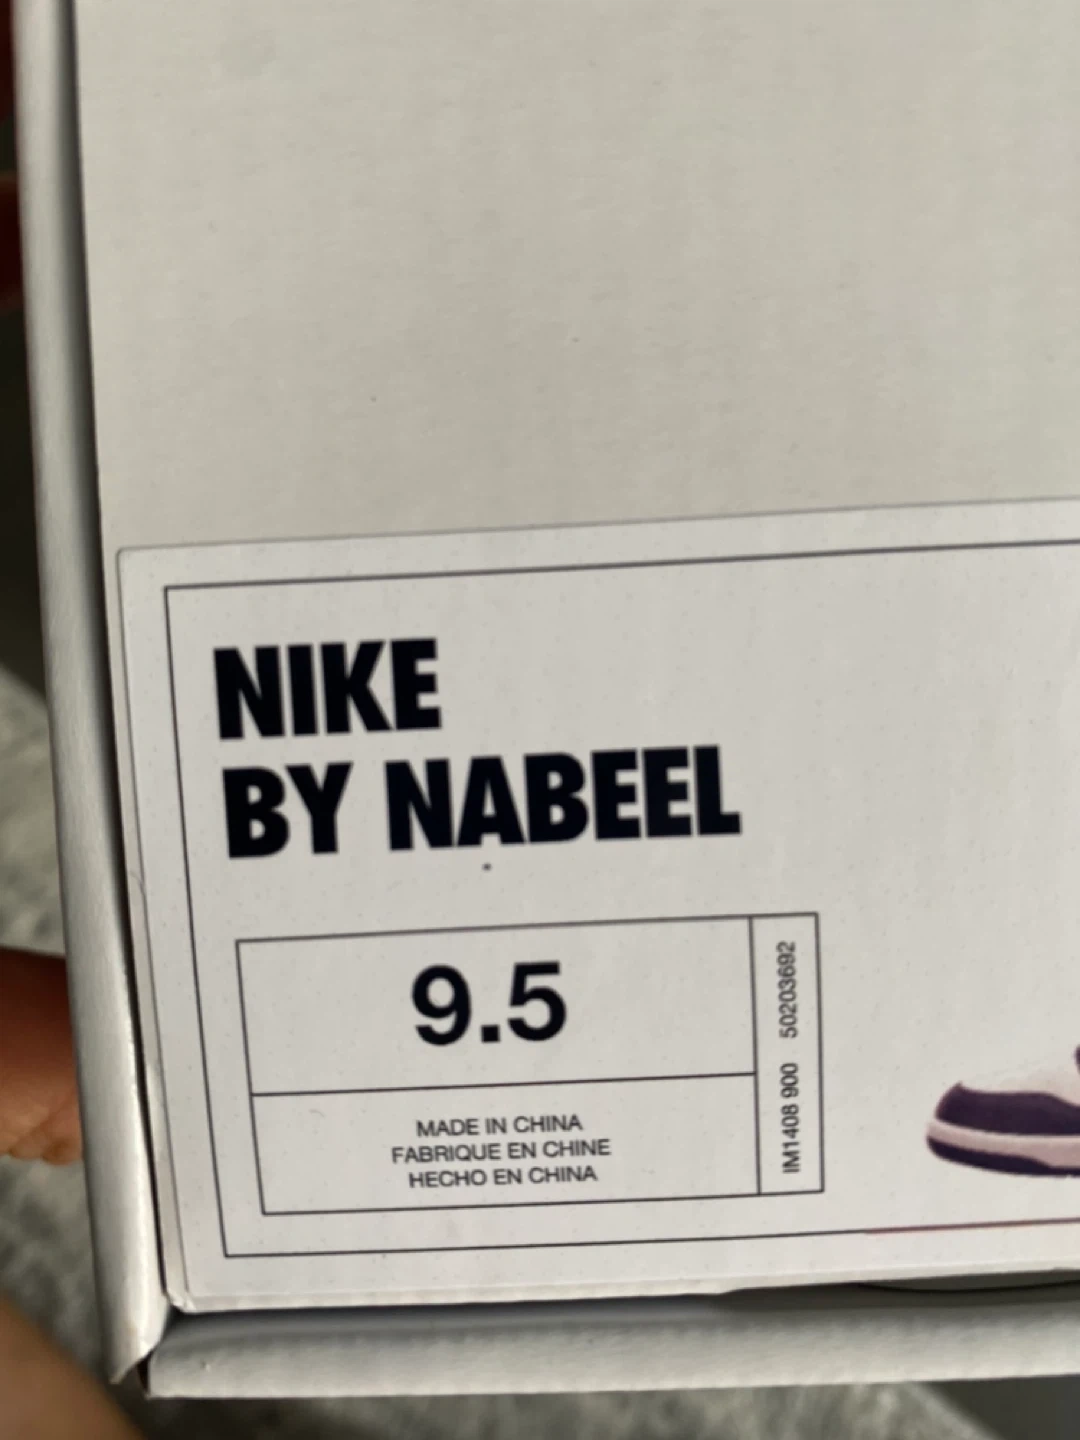 NIKE
BY NABEEL
9.5
MADE IN CHINA
FABRIQUE EN CHINE
HECHO EN CHINA
IM1408 900 50203692